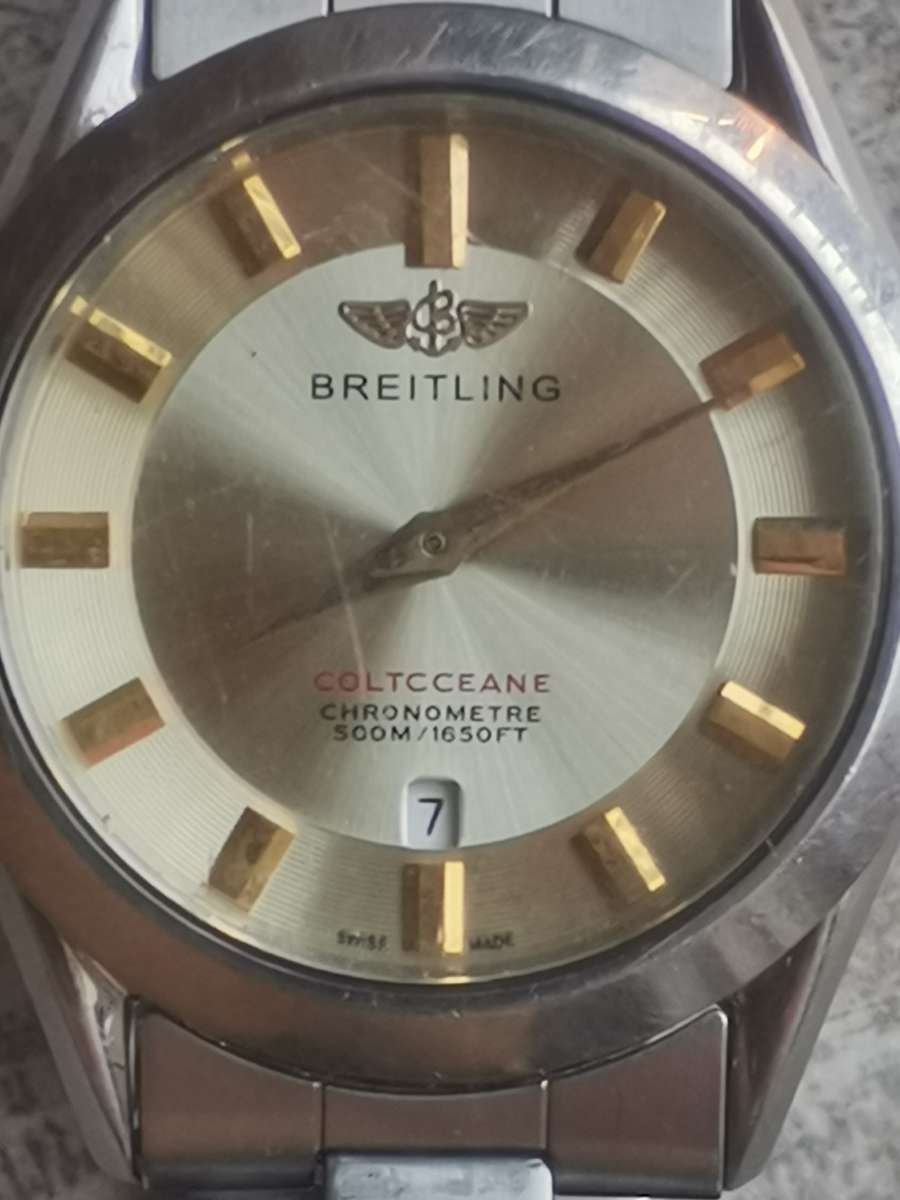 B
BREITLING
COLTCCEANE
CHRONOMETRE
500M/1650FT
7
SWISS MADE